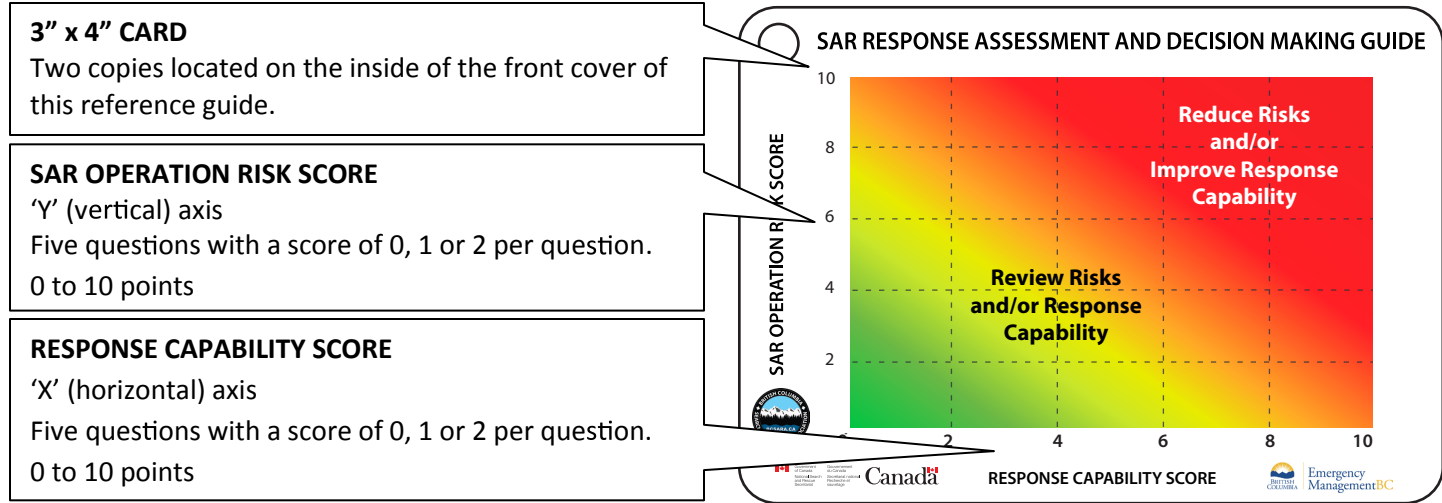 3” x 4” CARD
Two copies located on the inside of the front cover of
this reference guide.
SAR OPERATION RISK SCORE
‘Y’ (vertical) axis
Five questions with a score of 0, 1 or 2 per question.
0 to 10 points
RESPONSE CAPABILITY SCORE
‘X’ (horizontal) axis
Five questions with a score of 0, 1 or 2 per question.
0 to 10 points
SAR RESPONSE ASSESSMENT AND DECISION MAKING GUIDE
10
8
6
4
2
SAR OPERATION RISK SCORE
Reduce Risks
and/or
Improve Response
Capability
Review Risks
and/or Response
Capability
2 4 6 8 10
RESPONSE CAPABILITY SCORE
BRITISH COLUMBIA
Canada
BRITISH
COLUMBIA
Emergency
ManagementBC